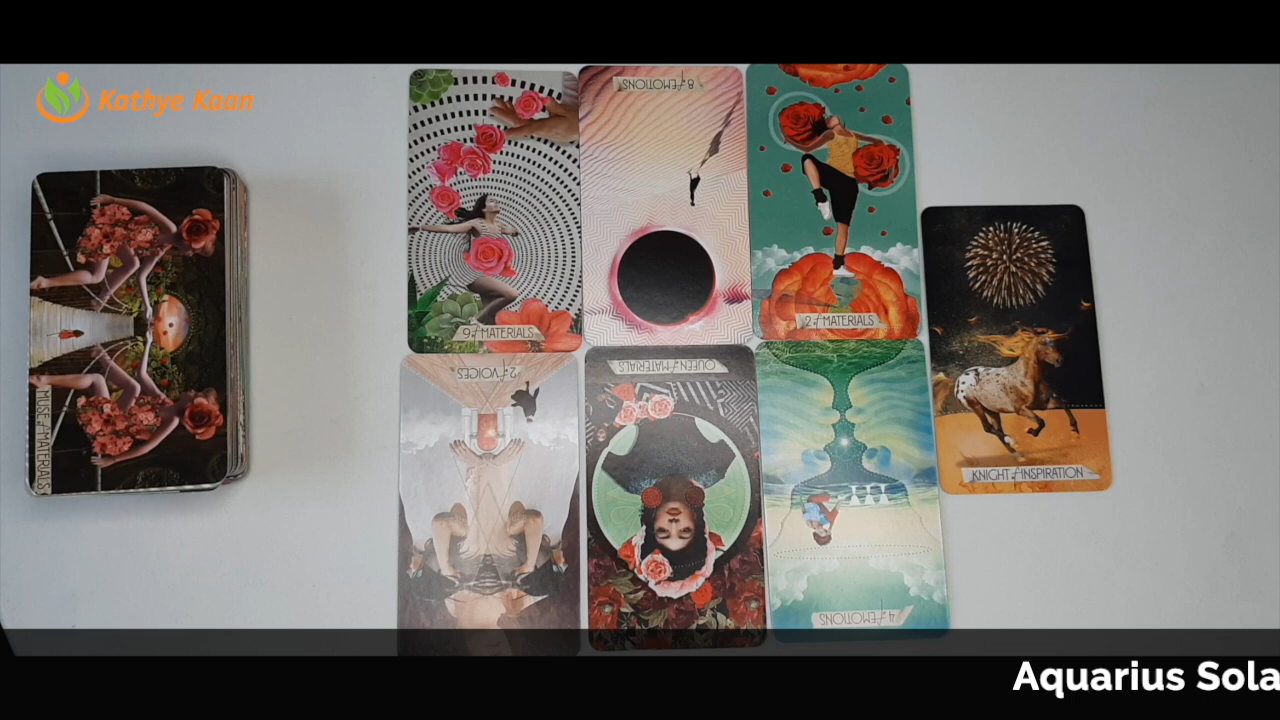 Kathye Kaan
8 of EMOTIONS
9 of MATERIALS
2 of MATERIALS
2 of VOICES
QUEEN of MATERIALS
MUSE of MATERIALS
KNIGHT of INSPIRATION
4 of EMOTIONS
Aquarius Sola